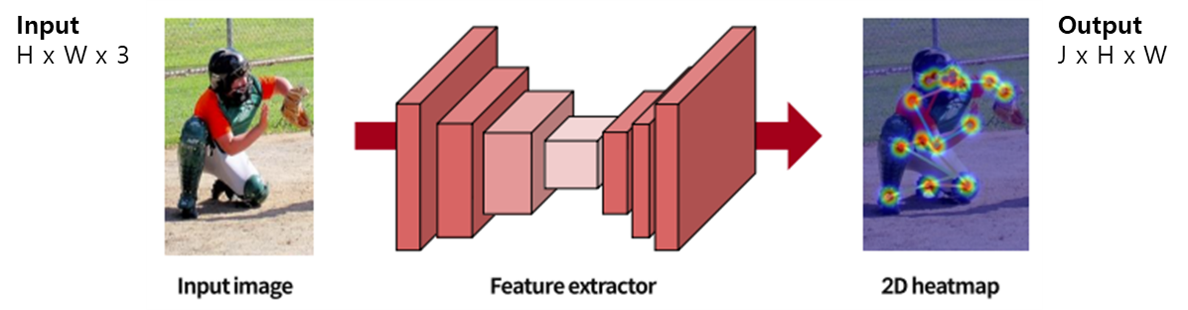 Input
H x W x 3
Output
J x H x W
Input image
Feature extractor
2D heatmap